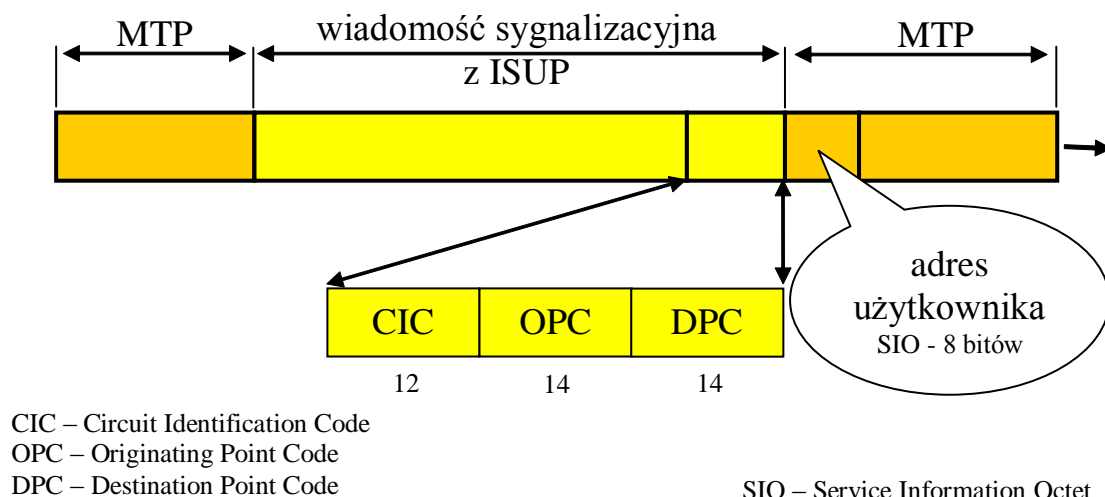 MTP
wiadomość sygnalizacyjna
z ISUP
MTP
adres
użytkownika
SIO - 8 bitów
CIC
OPC
DPC
12
14
14
CIC – Circuit Identification Code
OPC – Originating Point Code
DPC – Destination Point Code
SIO – Service Information Octet